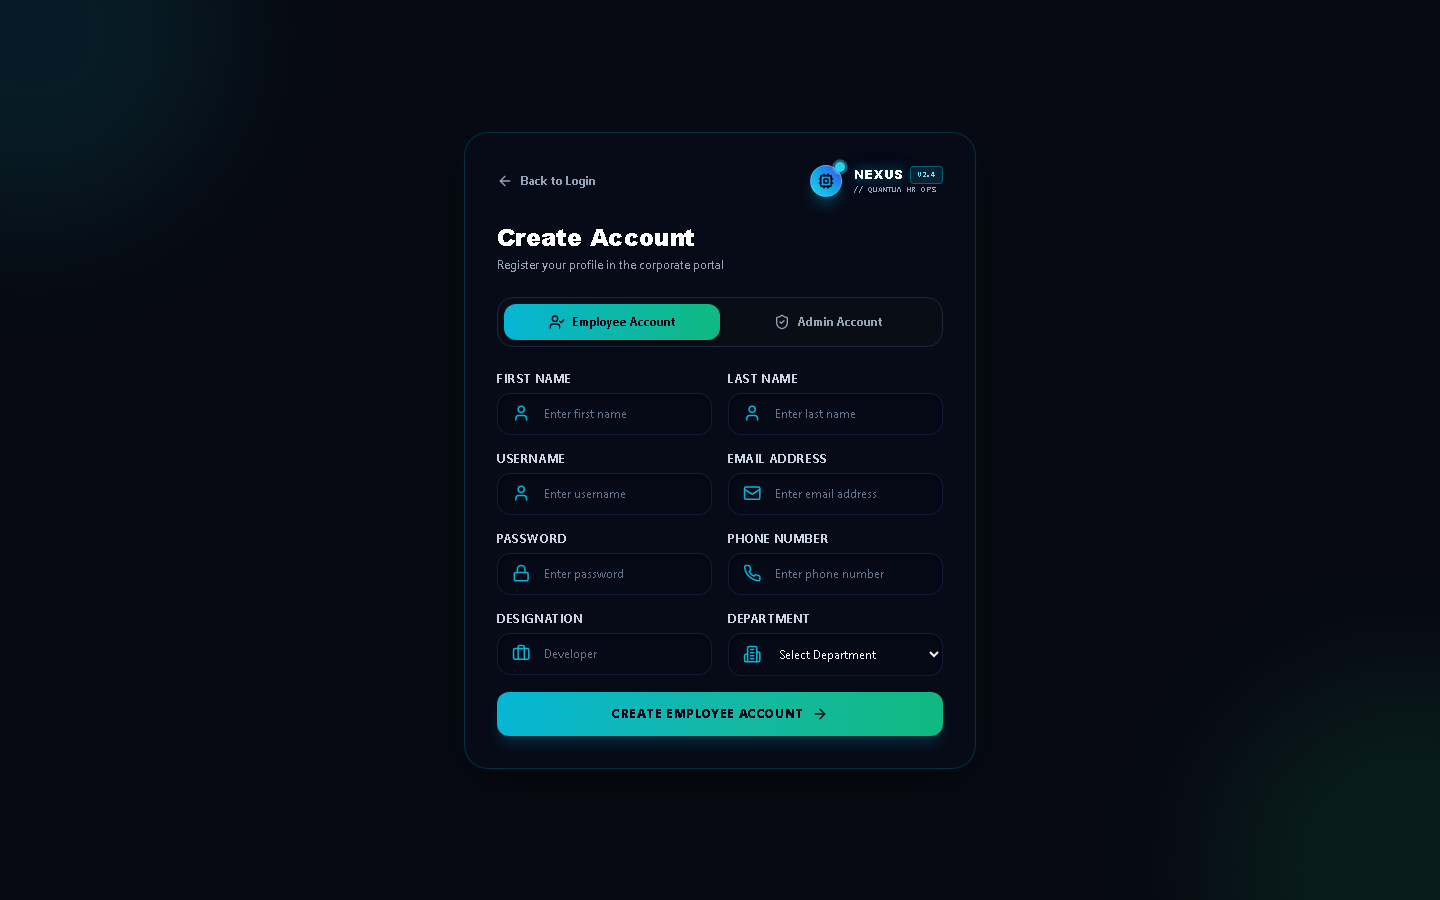 Back to Login
NEXUS V2.4
// QUANTUM HR OPS
Create Account
Register your profile in the corporate portal
Employee Account
Admin Account
FIRST NAME
LAST NAME
Enter first name
Enter last name
USERNAME
EMAIL ADDRESS
Enter username
Enter email address
PASSWORD
PHONE NUMBER
Enter password
Enter phone number
DESIGNATION
DEPARTMENT
Developer
Select Department
CREATE EMPLOYEE ACCOUNT